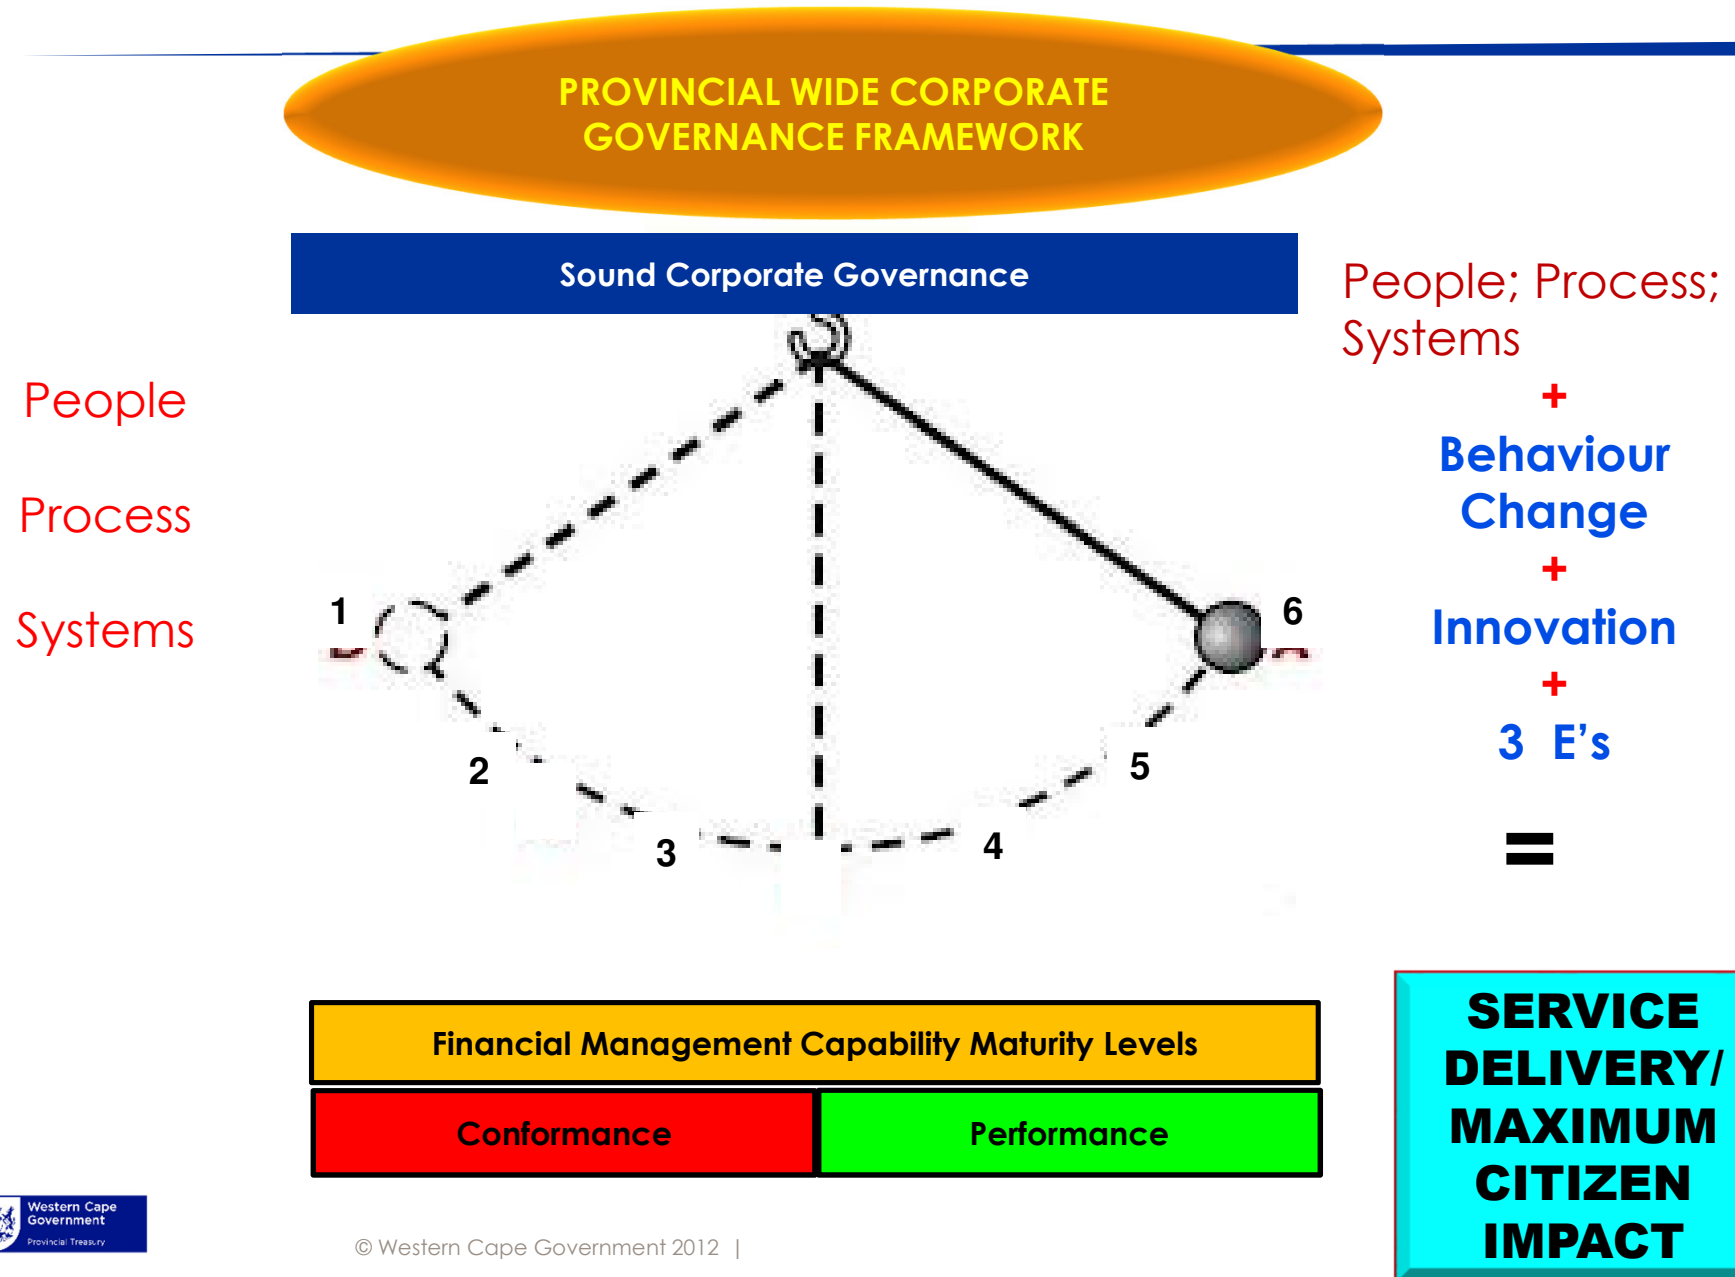 PROVINCIAL WIDE CORPORATE
GOVERNANCE FRAMEWORK
Sound Corporate Governance
People
Process
Systems
1
2
3
4
5
6
People; Process;
Systems
+
Behaviour
Change
+
Innovation
+
3 E's
=
SERVICE
DELIVERY/
MAXIMUM
CITIZEN
IMPACT
Financial Management Capability Maturity Levels
Conformance
Performance
Western Cape
Government
Provincial Treasury
© Western Cape Government 2012 |